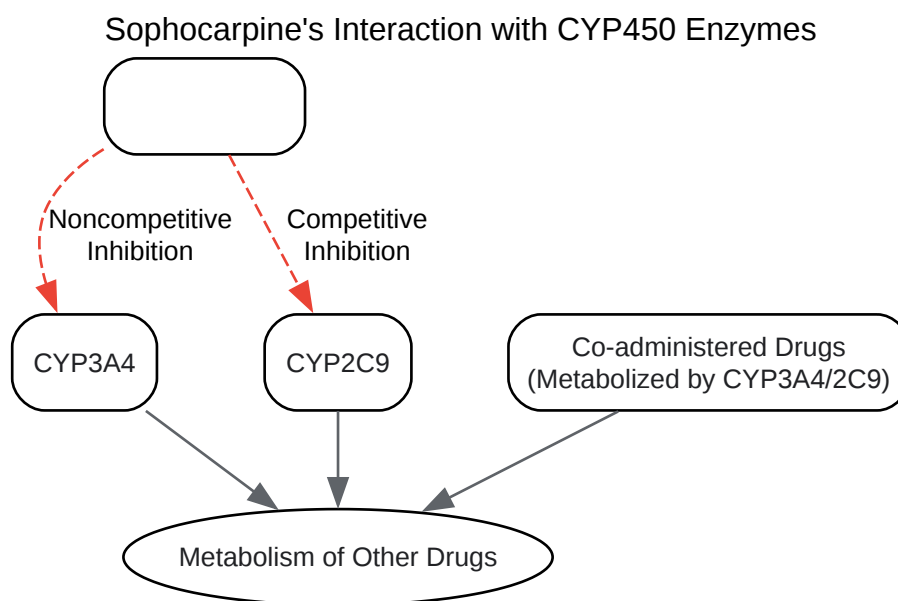 Sophocarpine's Interaction with CYP450 Enzymes
Noncompetitive
Inhibition
Competitive
Inhibition
CYP3A4
CYP2C9
Co-administered Drugs
(Metabolized by CYP3A4/2C9)
Metabolism of Other Drugs